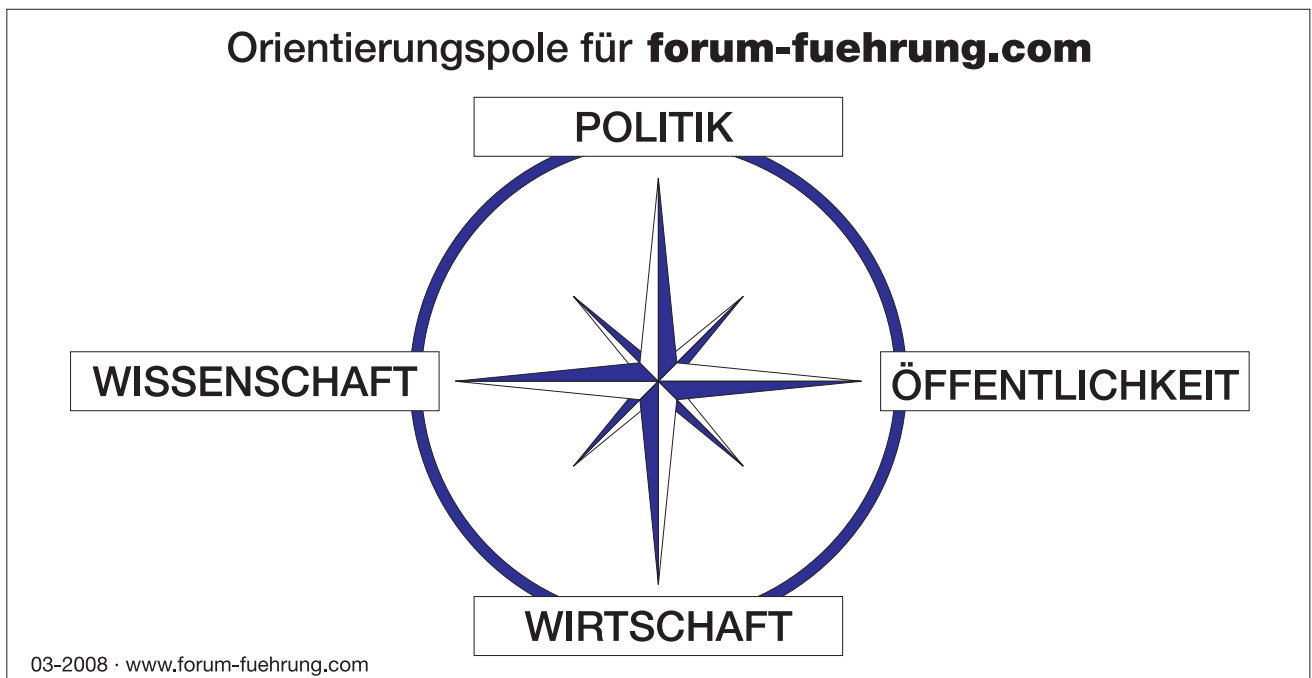 Orientierungspole für forum-fuehrung.com
POLITIK
WISSENSCHAFT
ÖFFENTLICHKEIT
WIRTSCHAFT
03-2008 · www.forum-fuehrung.com